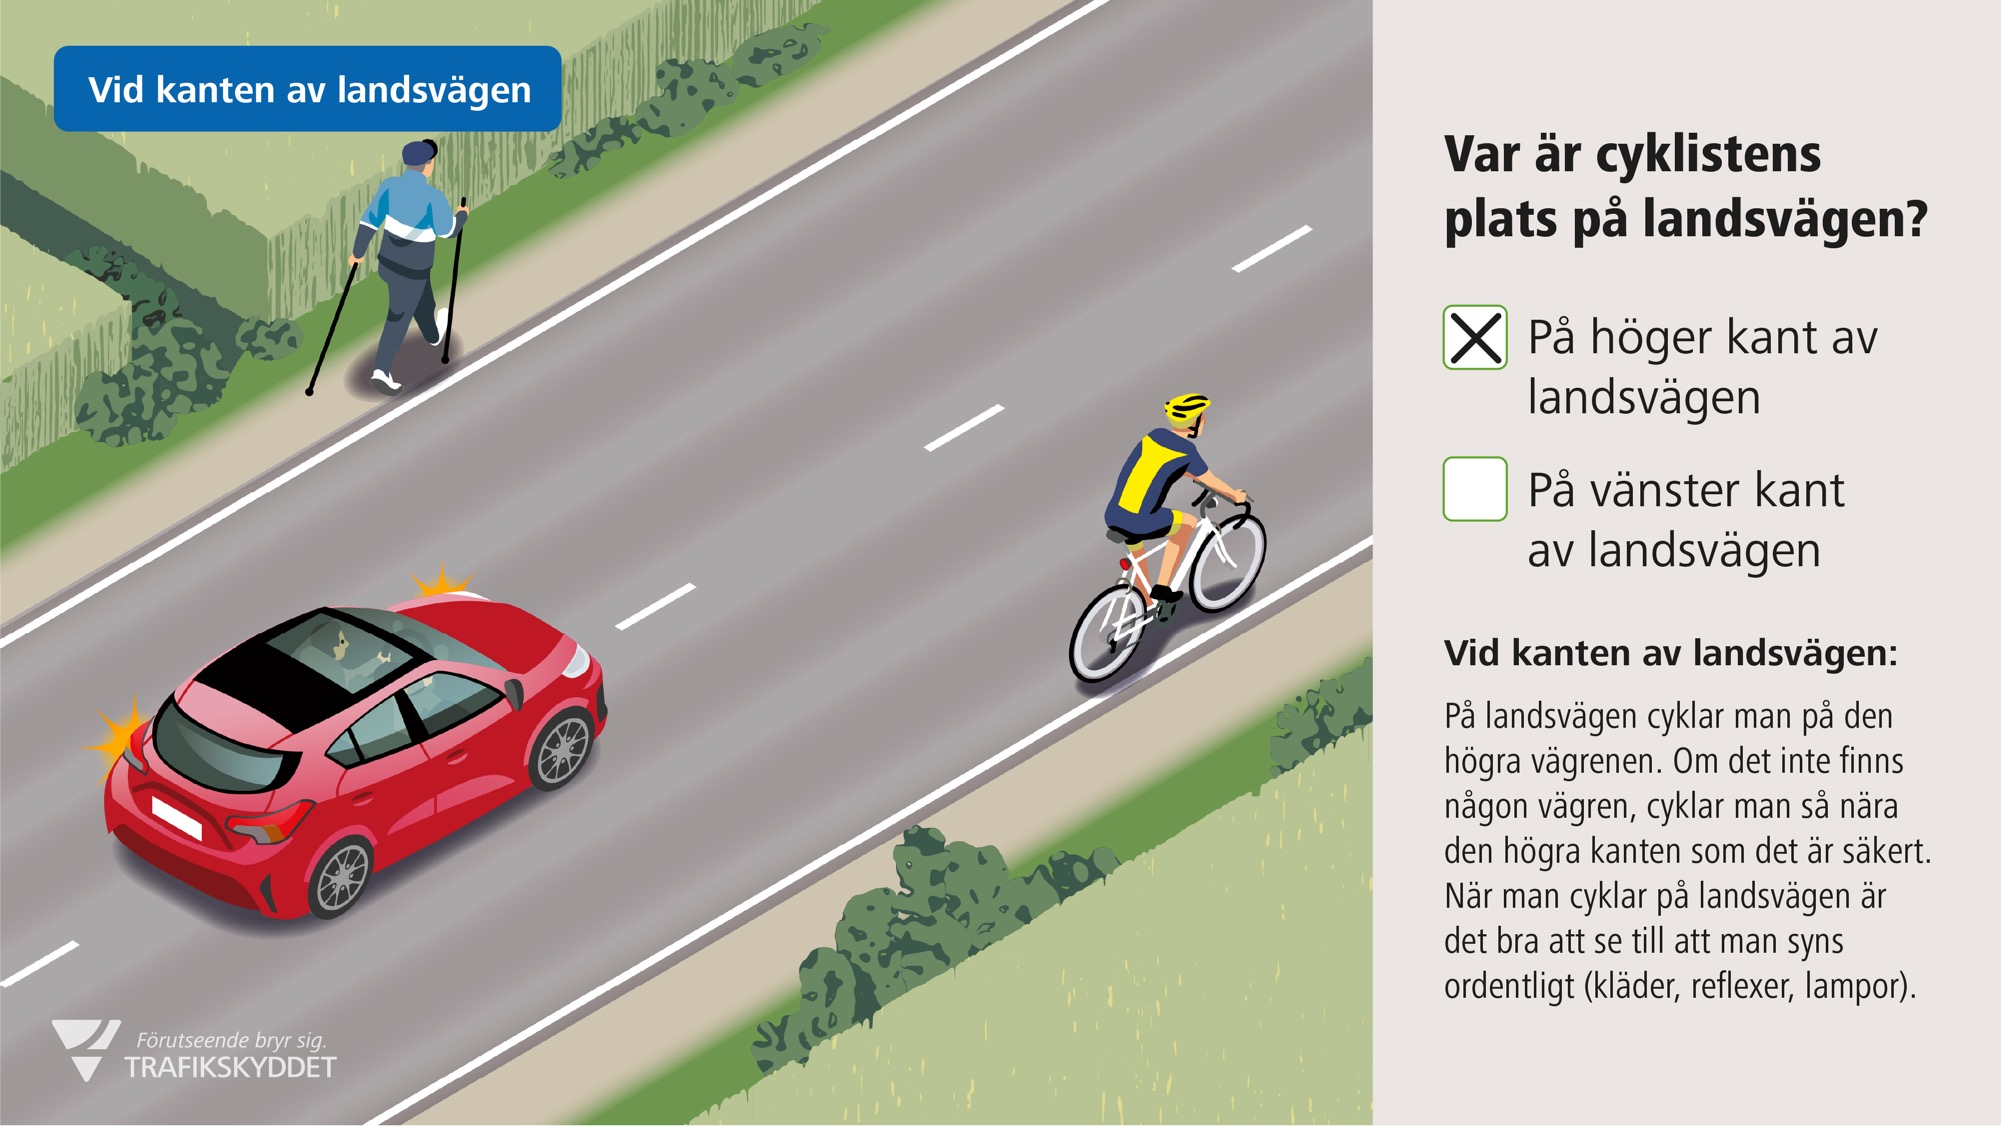 Vid kanten av landsvägen
Var är cyklistens
plats på landsvägen?
På höger kant av
landsvägen
På vänster kant
av landsvägen
Vid kanten av landsvägen:
På landsvägen cyklar man på den
högra vägrenen. Om det inte finns
någon vägren, cyklar man så nära
den högra kanten som det är säkert.
När man cyklar på landsvägen är
det bra att se till att man syns
ordentligt (kläder, reflexer, lampor).
Förutseende bryr sig.
TRAFIKSKYDDET